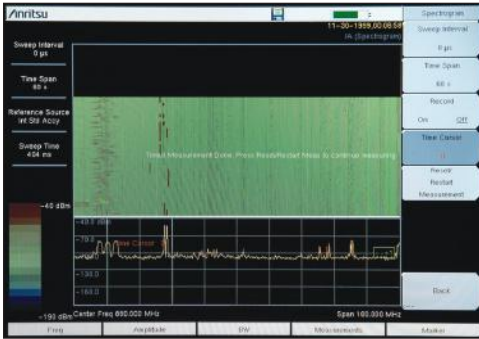 Anritsu
11-30-1999,00:08:58
IA (Spectrogram)
Spectrogram
Sweep Interval
0 µs
Time Span
60 s
Reference Source
Int Std Accy
Sweep Time
404 ms
Sweep Interval
0 µs
Time Span
60 s
Record
On Off
Time Cursor
0
Reset/
Restart
Measurement
Back
Timed Measurement Done. Press Reset/Restart Meas to continue measuring
-40 dBm
-190 dBm
-40.0 dBm
-70.0
Time Cursor
-130.0
-160.0
Center Freq 680.000 MHz
Span 160.000 MHz
Freq
Amplitude
BW
Measurements
Marker